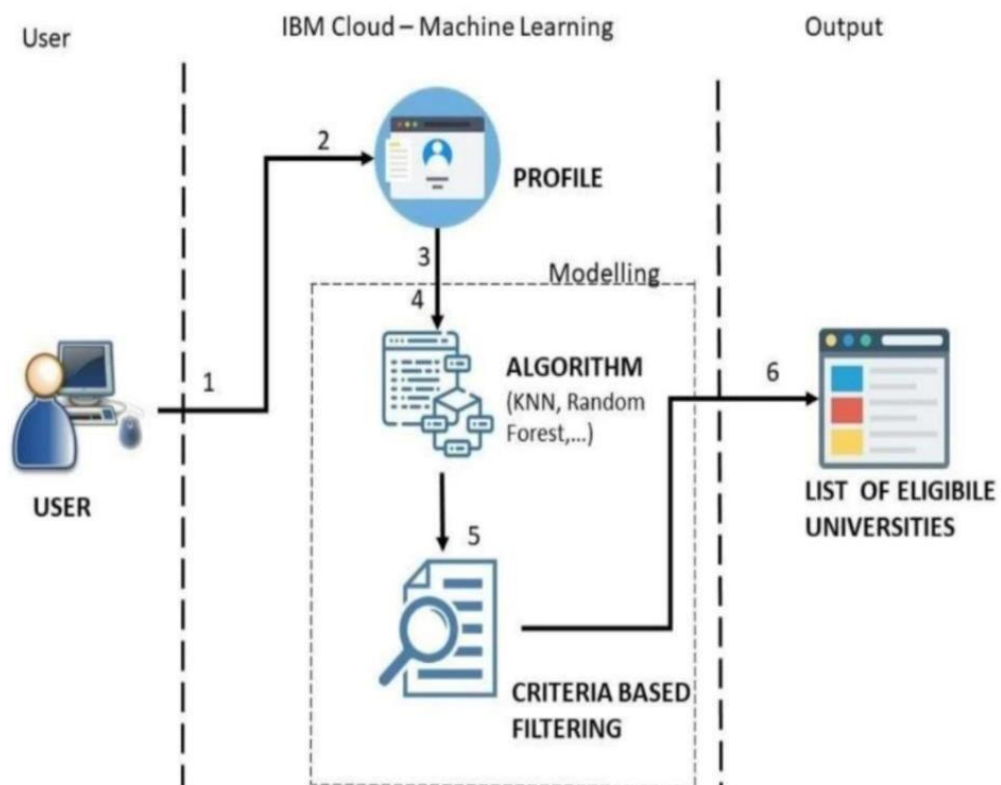 User
IBM Cloud – Machine Learning
Output
2
PROFILE
3
Modelling
4
ALGORITHM
(KNN, Random
Forest,...)
1
6
USER
LIST OF ELIGIBILE
UNIVERSITIES
5
CRITERIA BASED
FILTERING